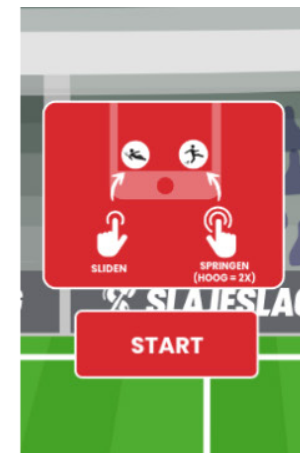 SLIDEN
SPRINGEN
(HOOG = 2X)
% SLAJESLAG
START